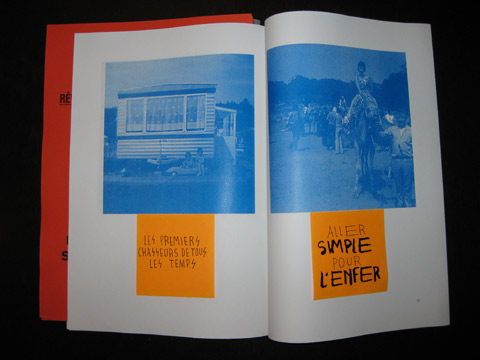 LES PREMIERS
CHASSEURS DE TOUS
LES TEMPS
ALLER
SIMPLE
POUR
L'ENFER